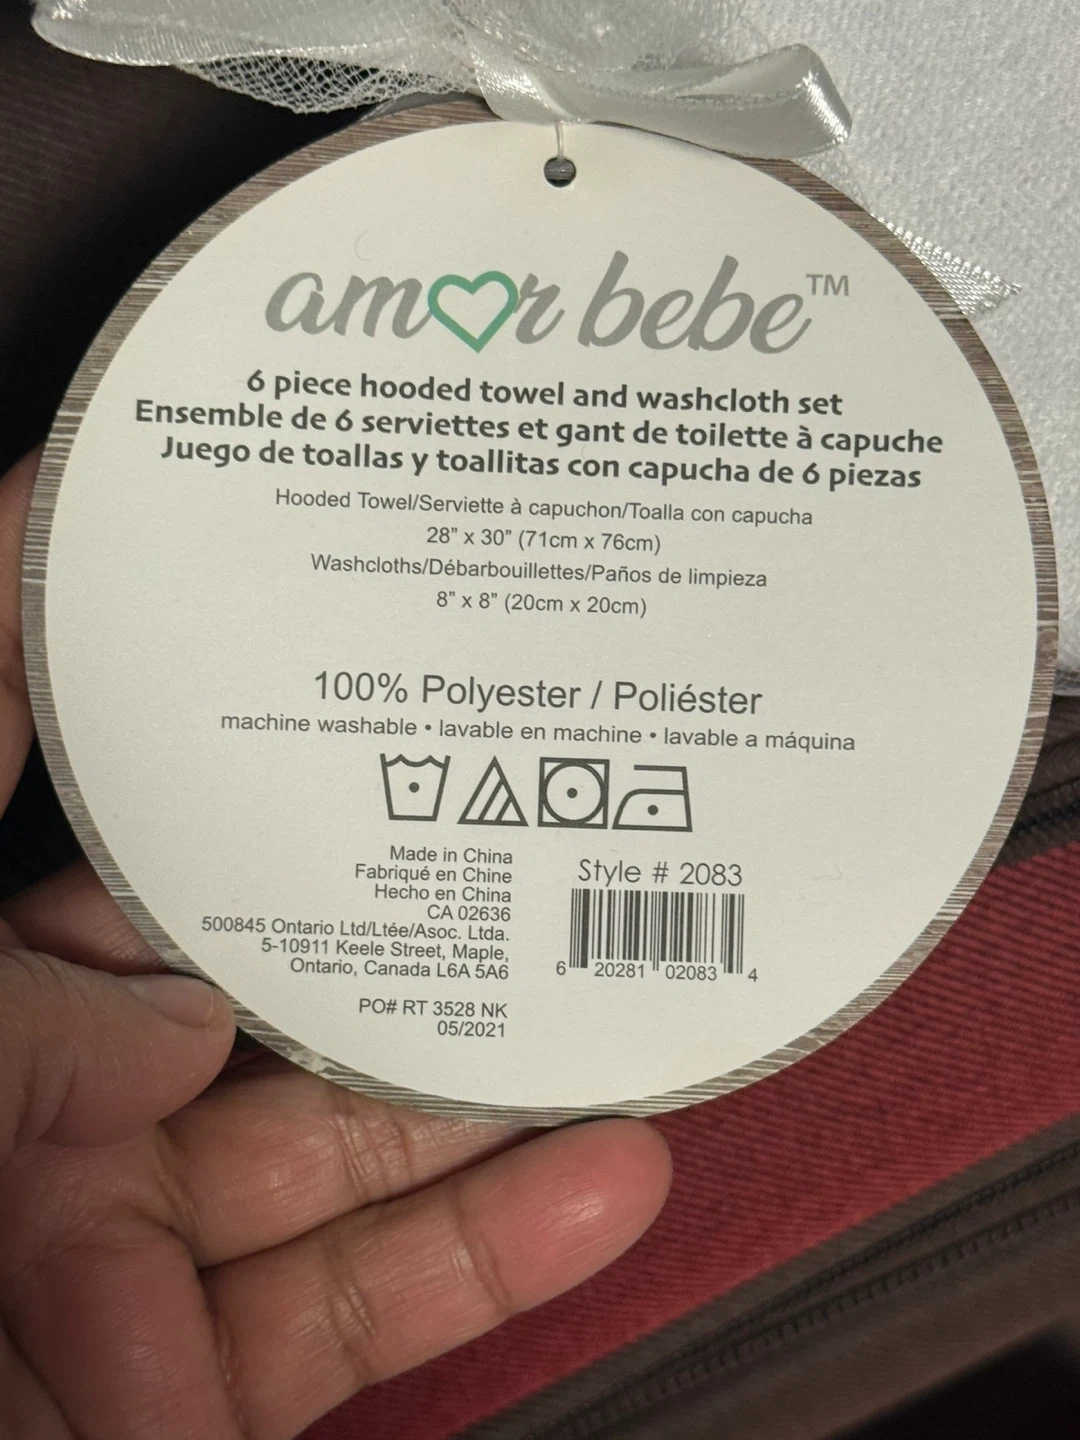 amor bebe™
6 piece hooded towel and washcloth set
Ensemble de 6 serviettes et gant de toilette à capuche
Juego de toallas y toallitas con capucha de 6 piezas
Hooded Towel/Serviette à capuchon/Toalla con capucha
28” x 30” (71cm x 76cm)
Washcloths/Débarbouillettes/Paños de limpieza
8” x 8” (20cm x 20cm)
100% Polyester / Poliéster
machine washable • lavable en machine • lavable a máquina
Made in China
Fabriqué en Chine
Hecho en China
CA 02636
500845 Ontario Ltd/Ltée/Asoc. Ltda.
5-10911 Keele Street, Maple,
Ontario, Canada L6A 5A6
PO# RT 3528 NK
05/2021
Style # 2083
6 20281 02083 4